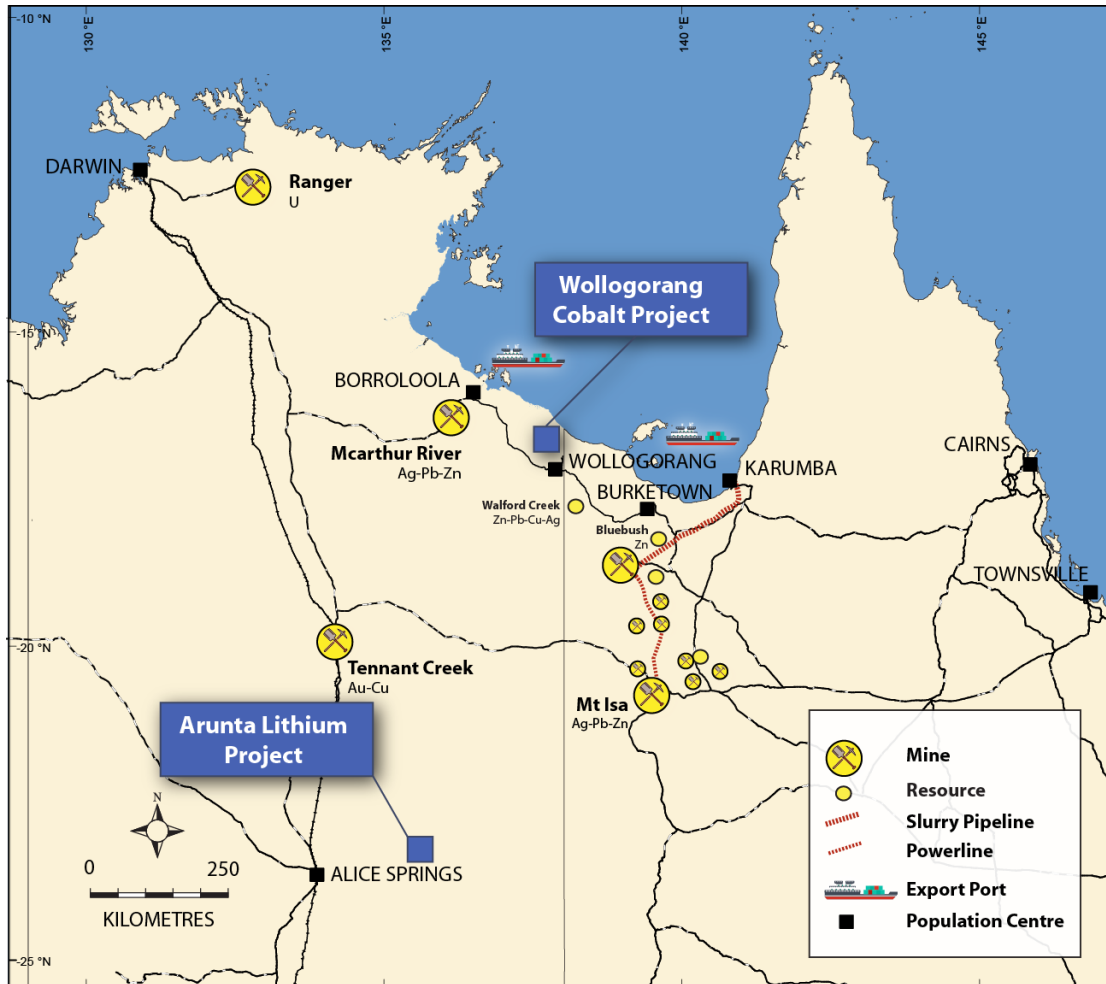 -10 °N
130 °E
135 °E
140 °E
145 °E
DARWIN
Ranger
U
Wollogorang
Cobalt Project
-15 °N
BORROLOOLA
Mcarthur River
Ag-Pb-Zn
WOLLOGORANG
KARUMBA
CAIRNS
Walford Creek
Zn-Pb-Cu-Ag
BURKETOWN
Bluebush
Zn
TOWNSVILLE
-20 °N
Tennant Creek
Au-Cu
Mt Isa
Ag-Pb-Zn
Arunta Lithium
Project
N
0 250
KILOMETRES
ALICE SPRINGS
Mine
Resource
Slurry Pipeline
Powerline
Export Port
Population Centre
-25 °N